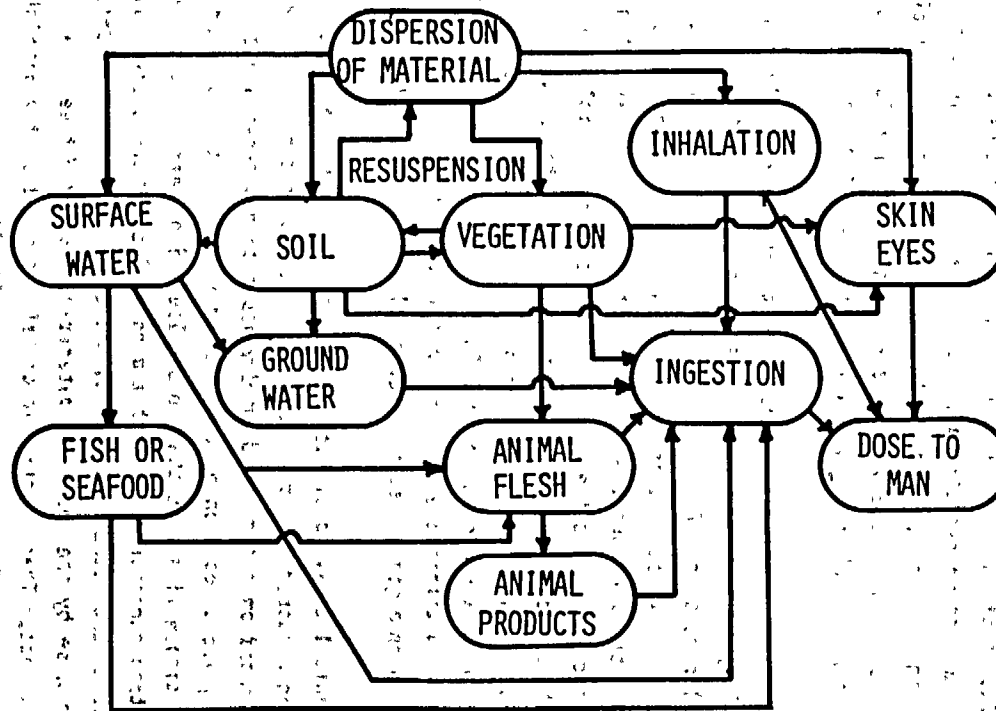 DISPERSION
OF MATERIAL
INHALATION
RESUSPENSION
SURFACE
WATER
SOIL
VEGETATION
SKIN
EYES
GROUND
WATER
INGESTION
FISH OR
SEAFOOD
ANIMAL
FLESH
DOSE. TO
MAN
ANIMAL
PRODUCTS